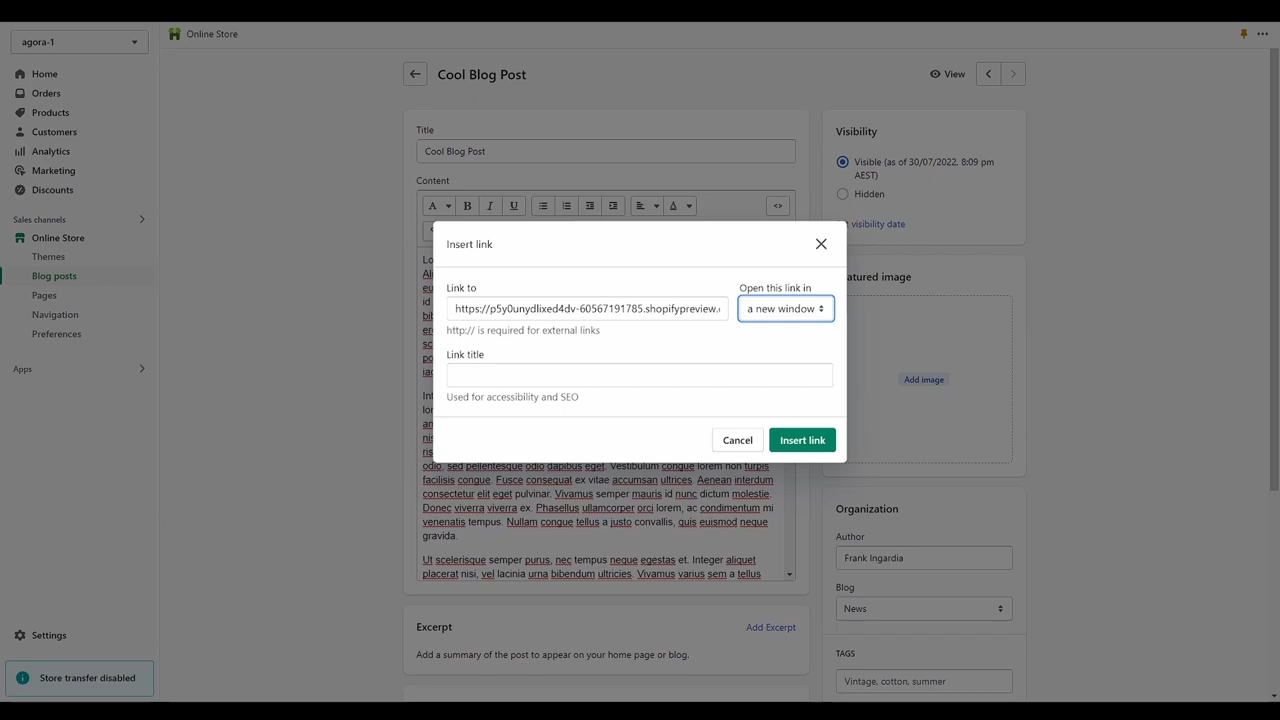 agora-1
Online Store
Home
Orders
Products
Customers
Analytics
Marketing
Discounts
Sales channels
Online Store
Themes
Blog posts
Pages
Navigation
Preferences
Apps
Settings
Store transfer disabled
Cool Blog Post
View
Title
Cool Blog Post
Content
A B I U A <>
Insert link
Link to
Open this link in
https://p5y0unydlixed4dv-60567191785.shopifypreview.
a new window
http:// is required for external links
Link title
Used for accessibility and SEO
Cancel
Insert link
odio, sed pellentesque odio dapibus eget. Vestibulum congue lorem non turpis
facilisis congue. Fusce consequat ex vitae accumsan ultrices. Aenean interdum
consectetur elit eget pulvinar. Vivamus semper mauris id nunc dictum molestie.
Donec viverra viverra ex. Phasellus ullamcorper orci lorem, ac condimentum mi
venenatis tempus. Nullam congue tellus a justo convallis, quis euismod neque
gravida.
Ut scelerisque semper purus, nec tempus neque egestas et. Integer aliquet
placerat nisi, vel lacinia urna bibendum ultricies. Vivamus varius sem a tellus
Excerpt
Add Excerpt
Add a summary of the post to appear on your home page or blog.
Visibility
Visible (as of 30/07/2022, 8:09 pm
AEST)
Hidden
visibility date
atured image
Add image
Organization
Author
Frank Ingardia
Blog
News
TAGS
Vintage, cotton, summer